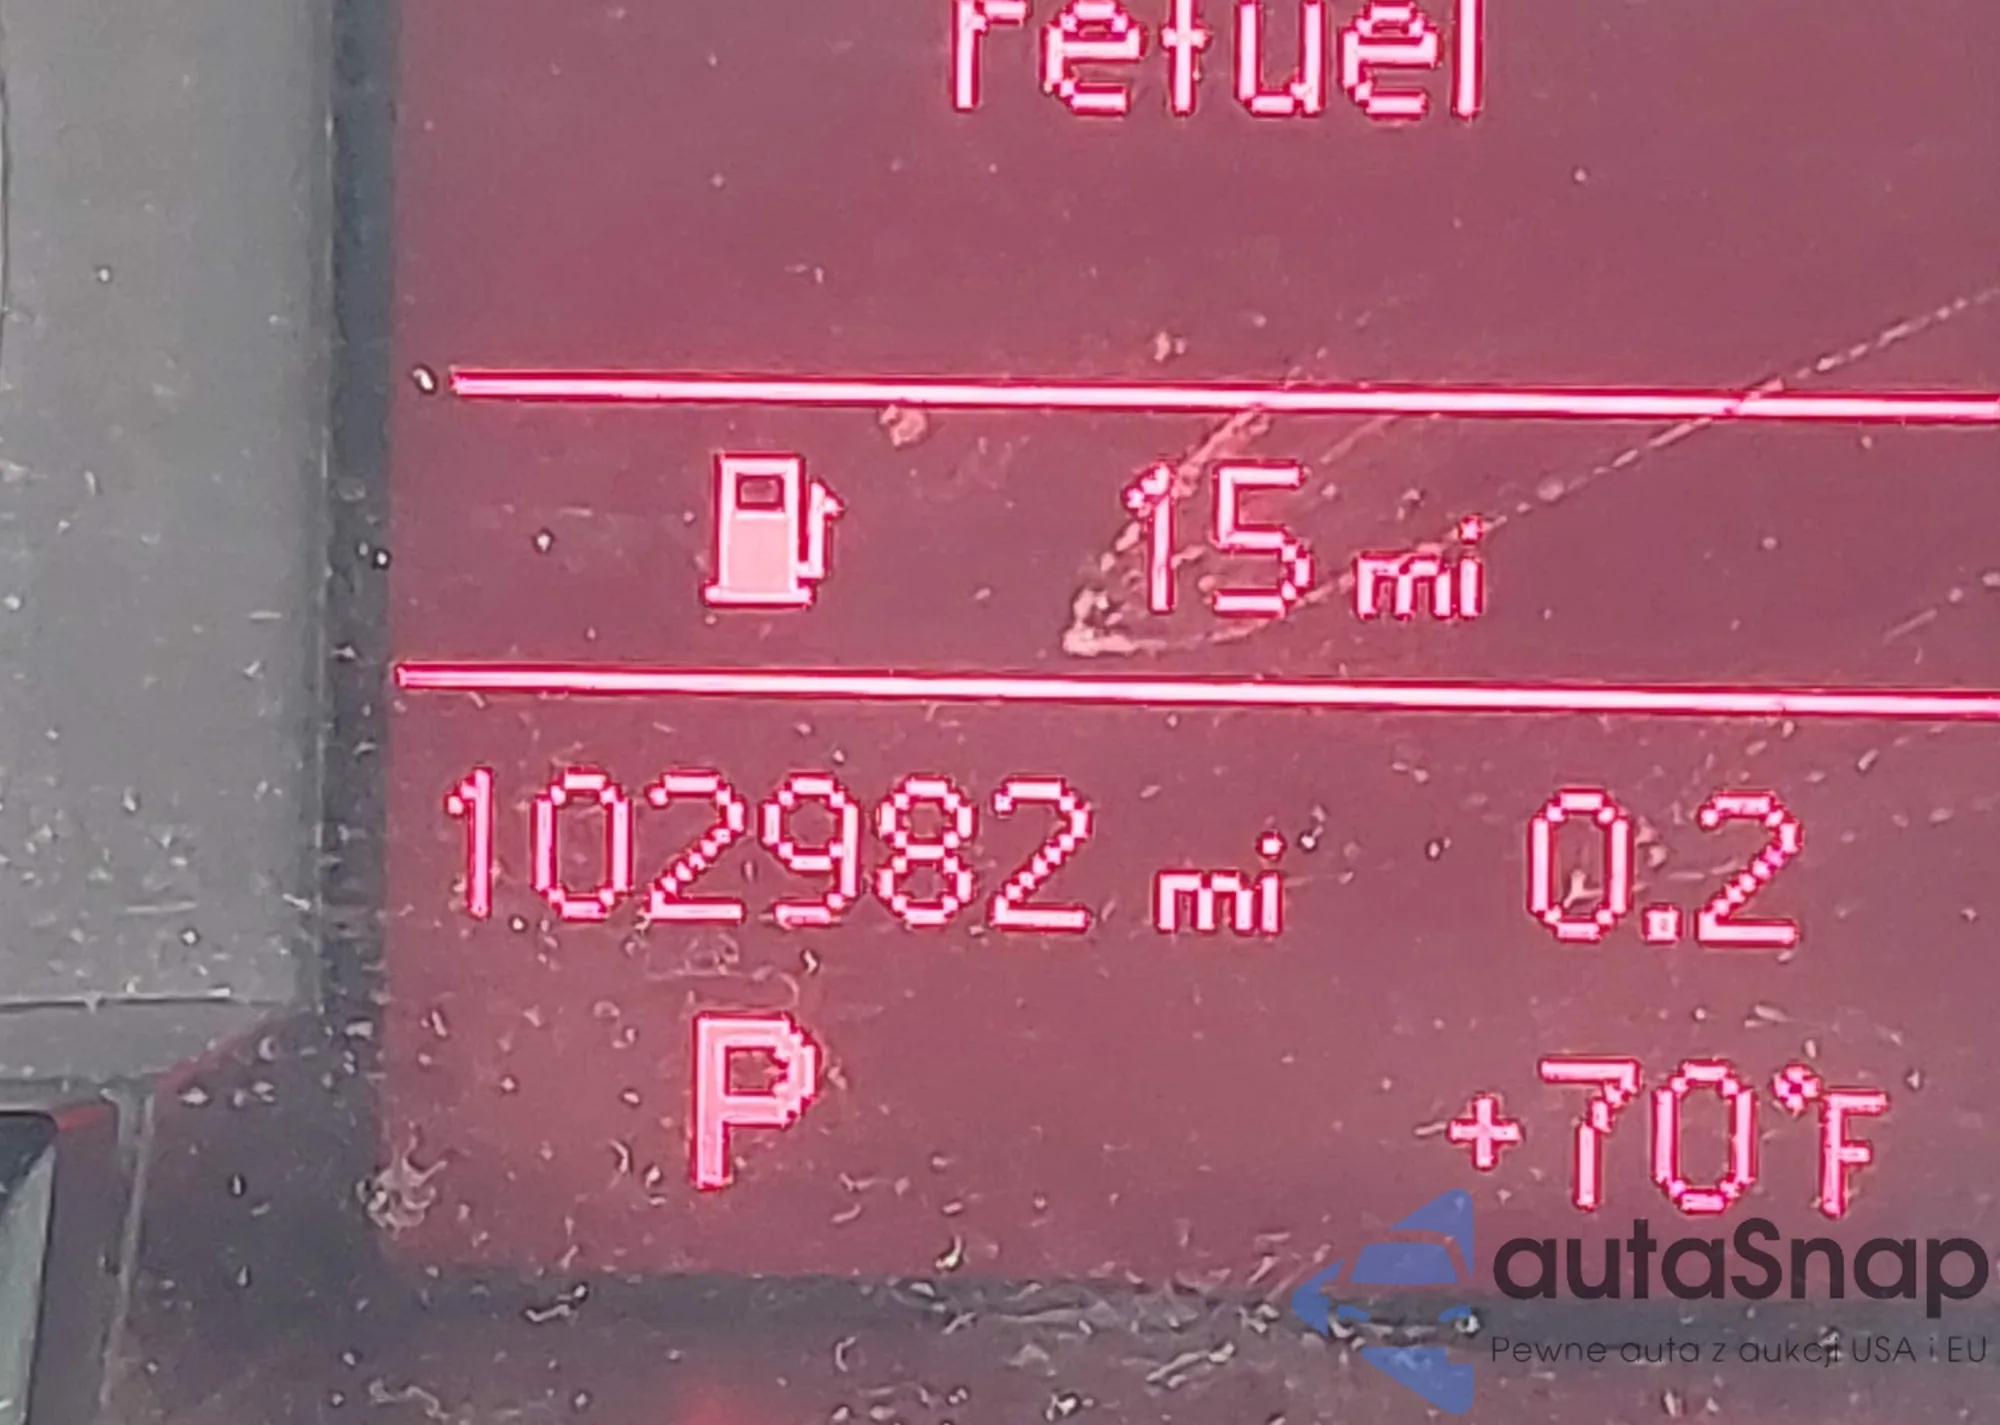 refuel
15 mi
102982 mi 0.2
P +70°F
autaSnap
Pewne auta z aukcji USA i EU